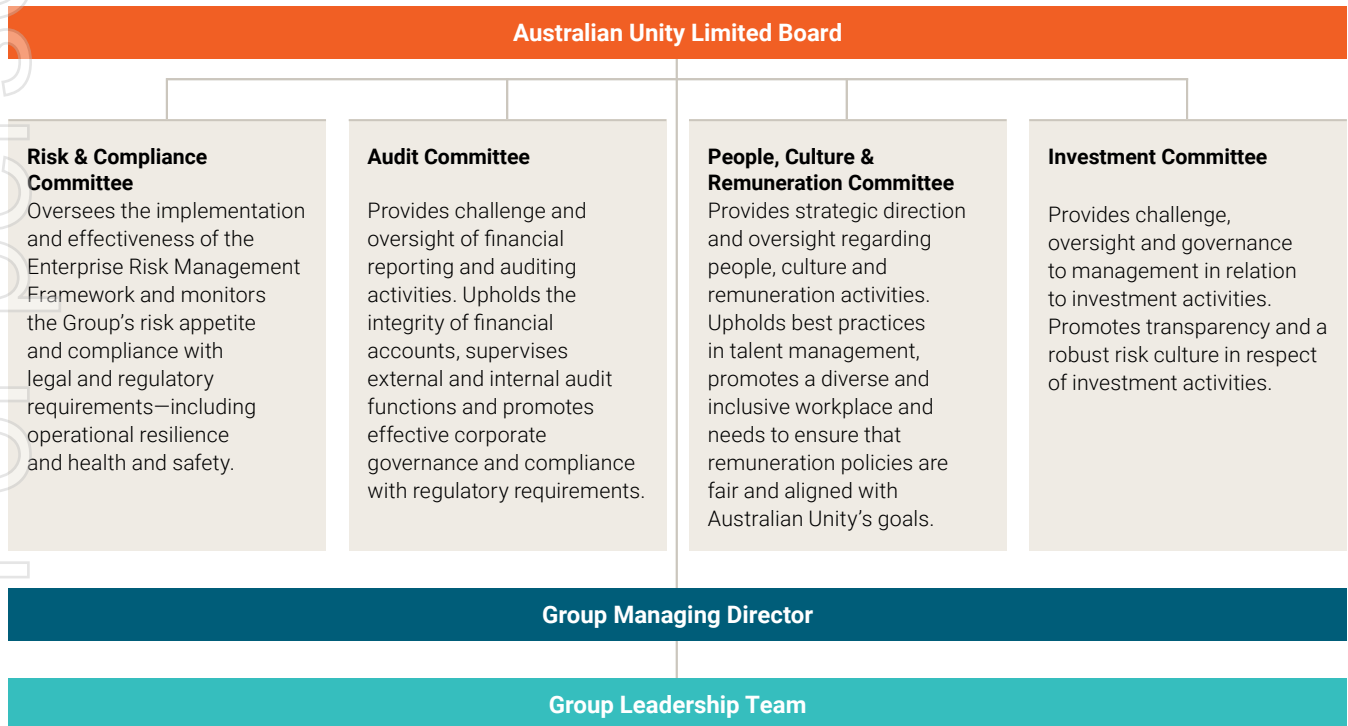 Australian Unity Limited Board
Risk & Compliance
Committee
Oversees the implementation
and effectiveness of the
Enterprise Risk Management
Framework and monitors
the Group’s risk appetite
and compliance with
legal and regulatory
requirements—including
operational resilience
and health and safety.
Audit Committee
Provides challenge and
oversight of financial
reporting and auditing
activities. Upholds the
integrity of financial
accounts, supervises
external and internal audit
functions and promotes
effective corporate
governance and compliance
with regulatory requirements.
People, Culture &
Remuneration Committee
Provides strategic direction
and oversight regarding
people, culture and
remuneration activities.
Upholds best practices
in talent management,
promotes a diverse and
inclusive workplace and
needs to ensure that
remuneration policies are
fair and aligned with
Australian Unity’s goals.
Investment Committee
Provides challenge,
oversight and governance
to management in relation
to investment activities.
Promotes transparency and a
robust risk culture in respect
of investment activities.
Group Managing Director
Group Leadership Team